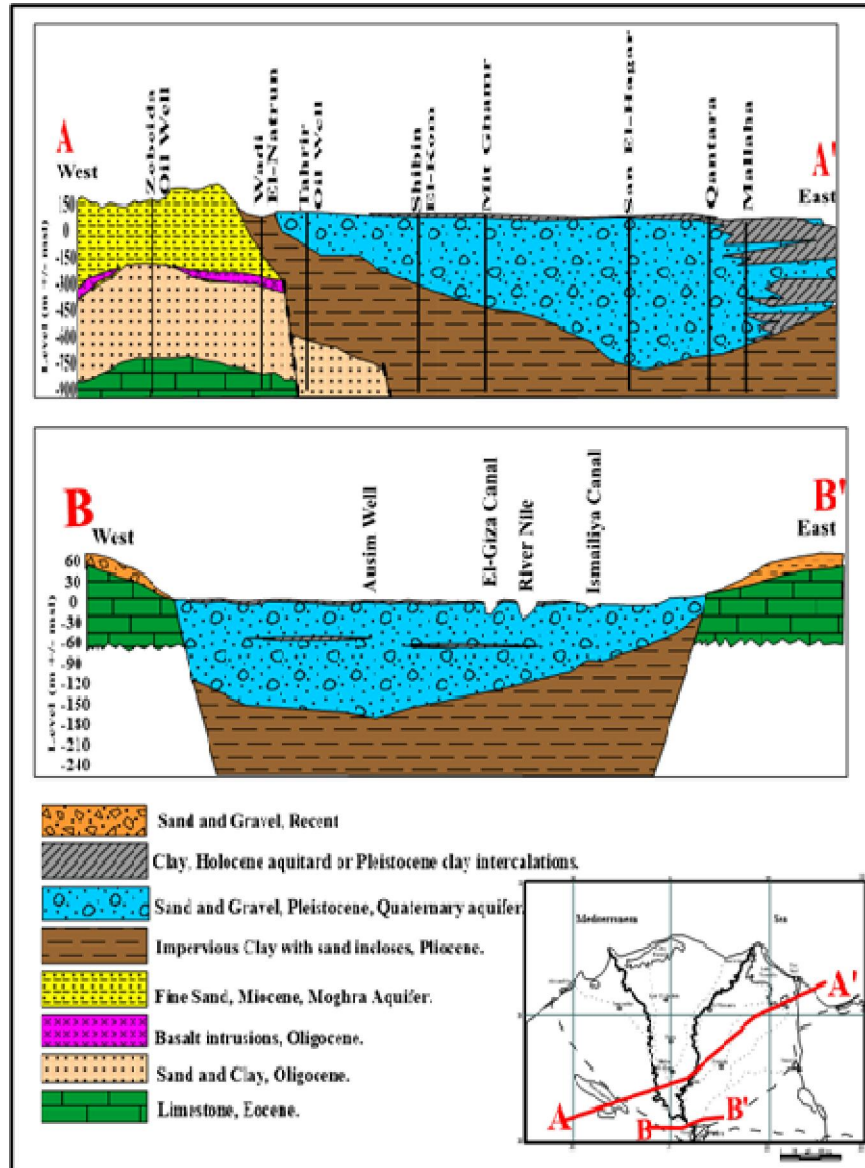 A
West
Zobeida
Oil Well
Wadi
El-Natrun
Tahrir
Oil Well
Shibin
El-Kom
Mit Ghamr
San El-Hagar
Qantara
Mallaha
A'
East
Level (m +/- msl)
150
0
-150
-300
-450
-600
-750
-900
B
West
Ausim Well
El-Giza Canal
River Nile
Ismailiya Canal
B'
East
Level (m +/- msl)
60
30
0
-30
-60
-90
-120
-150
-180
-210
-240
Sand and Gravel, Recent
Clay, Holocene aquitard or Pleistocene clay intercalations.
Sand and Gravel, Pleistocene, Quaternary aquifer.
Impervious Clay with sand incloses, Pliocene.
Fine Sand, Miocene, Moghra Aquifer.
Basalt intrusions, Oligocene.
Sand and Clay, Oligocene.
Limestone, Eocene.
Mediterranean Sea
A'
A
B
B'